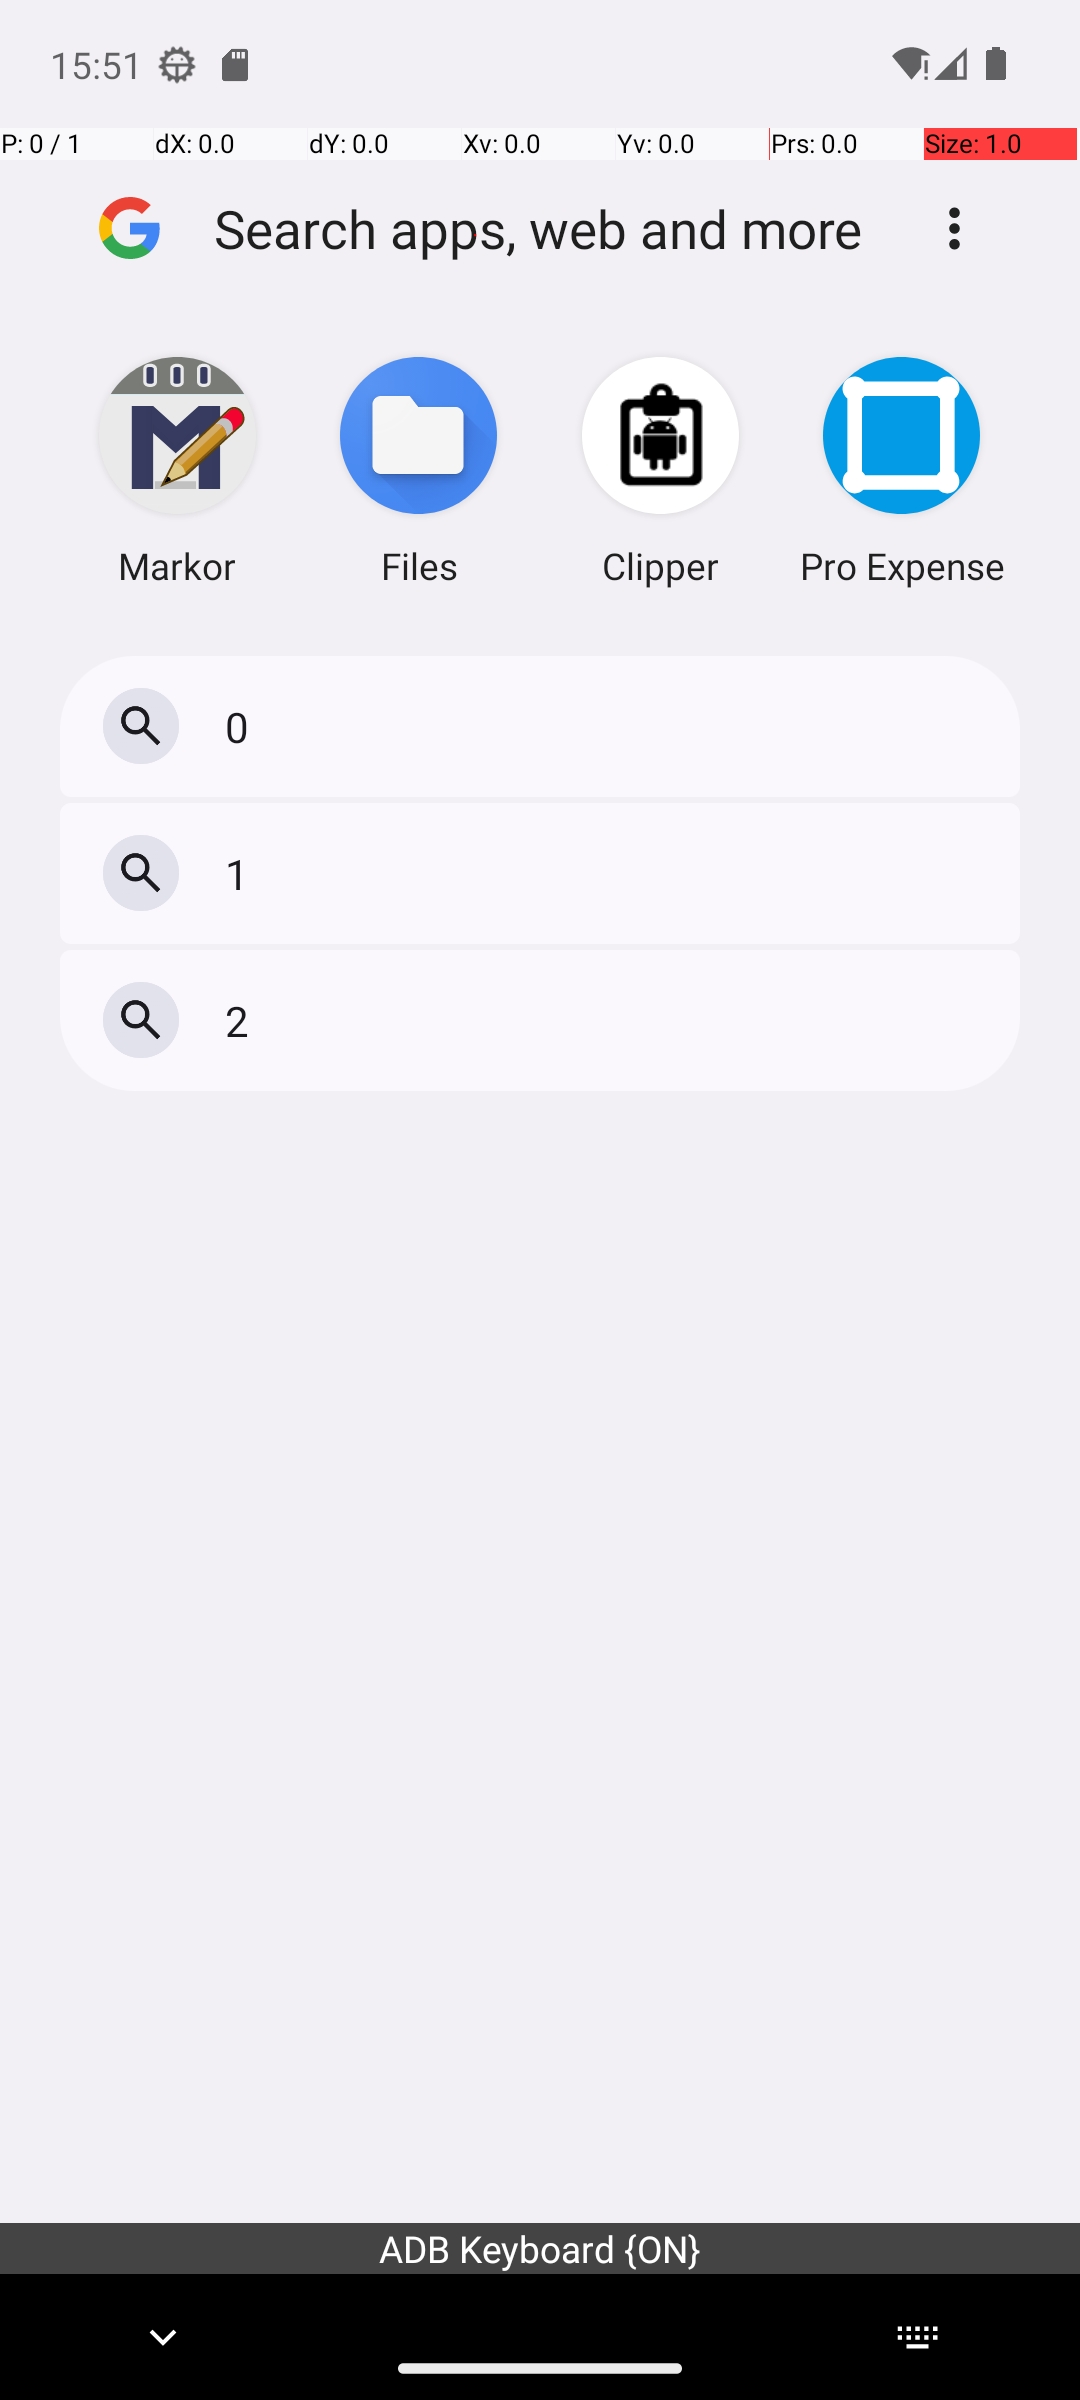 15:51
P: 0 / 1 dX: 0.0 dY: 0.0 Xv: 0.0 Yv: 0.0 Prs: 0.0 Size: 1.0
Search apps, web and more
Markor Files Clipper Pro Expense
0
1
2
ADB Keyboard {ON}